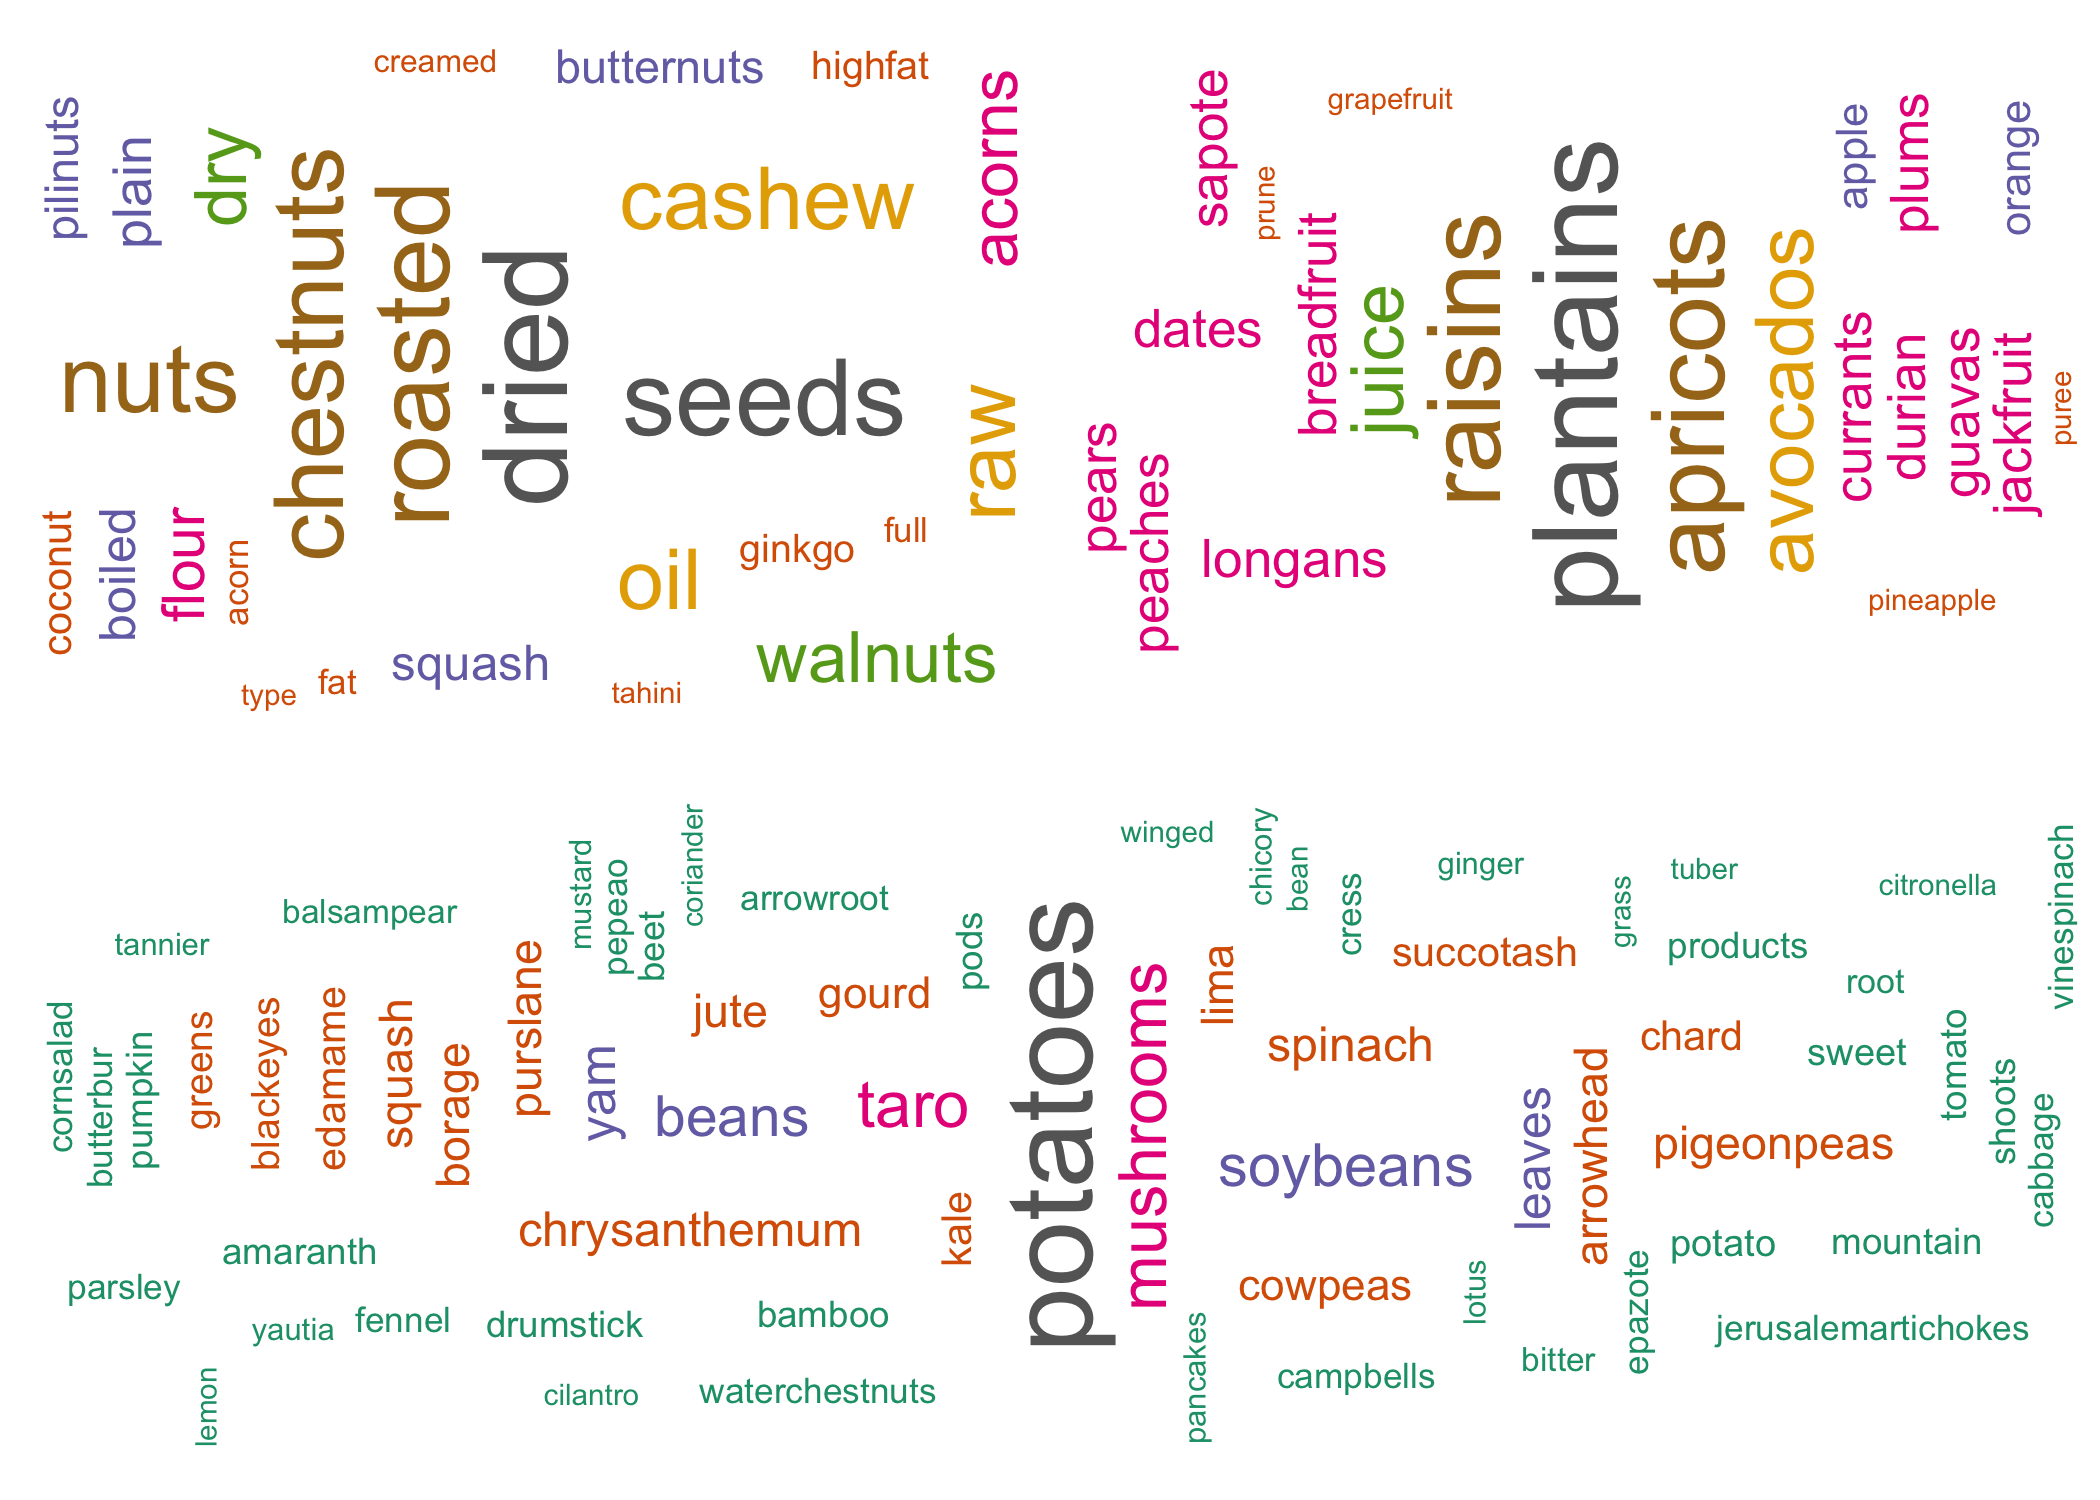 creamed
butternuts
highfat
pilinuts
plain
dry
chestnuts
roasted
dried
cashew
acorns
nuts
seeds
raw
coconut
boiled
flour
acorn
oil
ginkgo
full
squash
walnuts
type
fat
tahini
sapote
grapefruit
prune
apple
plums
orange
dates
breadfruit
juice
raisins
plantains
apricots
avocados
currants
durian
guavas
jackfruit
puree
pears
peaches
longans
pineapple
balsampear
tannier
mustard
pepeao
beet
coriander
arrowroot
pods
cornsalad
butterbur
pumpkin
greens
blackeyes
edamame
squash
borage
purslane
yam
jute
gourd
beans
taro
potatoes
mushrooms
chrysanthemum
kale
amaranth
parsley
yautia
fennel
drumstick
bamboo
lemon
cilantro
waterchestnuts
winged
chicory
bean
cress
ginger
tuber
grass
citronella
vinespinach
lima
succotash
products
root
spinach
chard
sweet
tomato
shoots
cabbage
soybeans
leaves
arrowhead
pigeonpeas
cowpeas
lotus
potato
mountain
epazote
pancakes
campbells
bitter
jerusalemartichokes